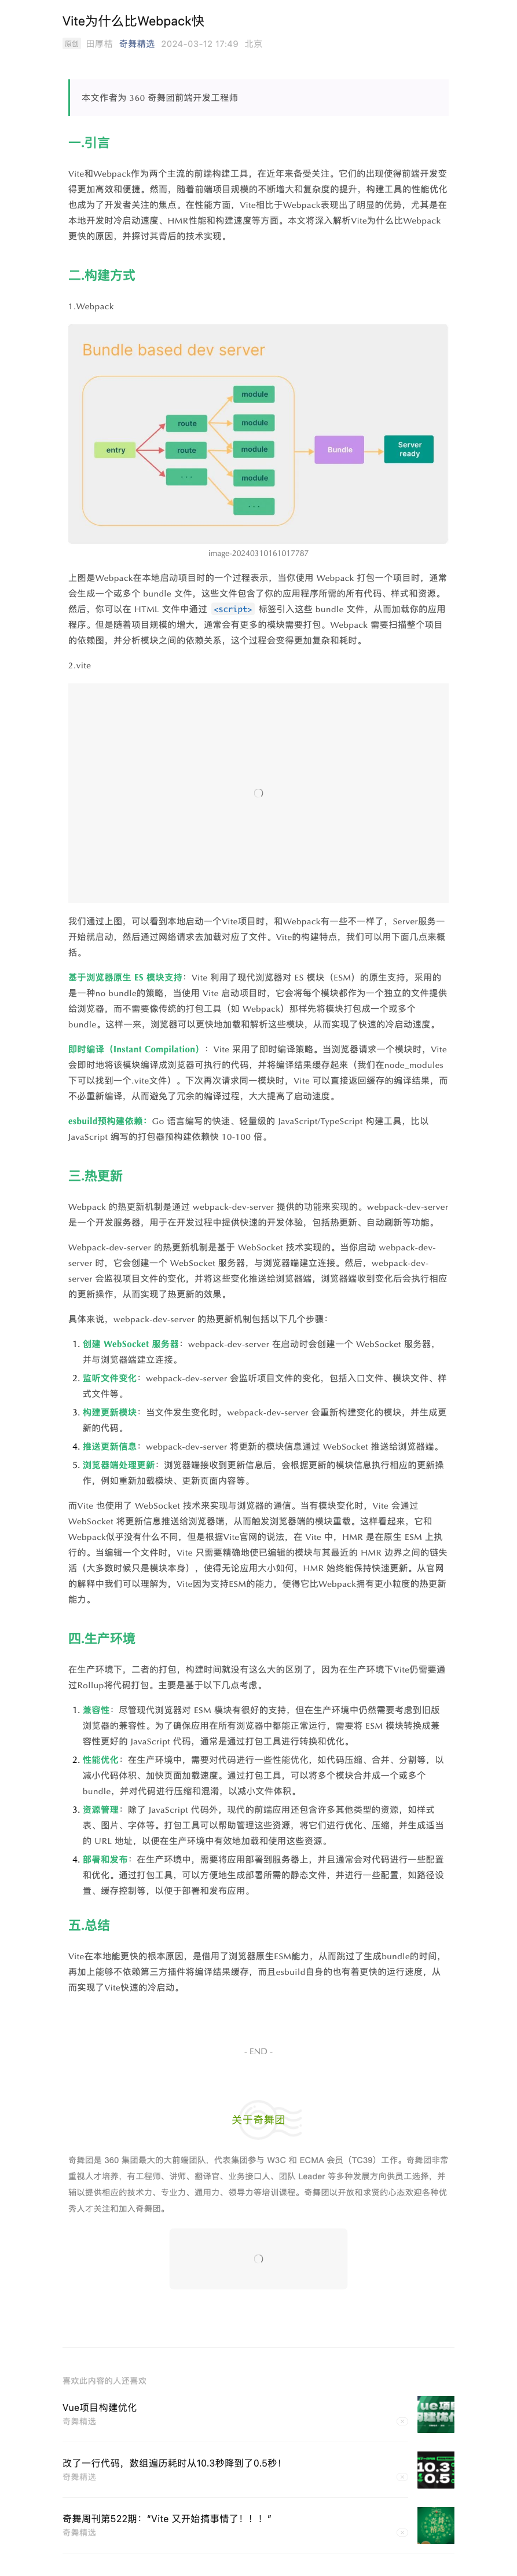 Vite为什么比Webpack快
原创 田厚梏 奇舞精选 2024-03-12 17:49 北京
本文作者为 360 奇舞团前端开发工程师
一.引言
Vite和Webpack作为两个主流的前端构建工具，在近年来备受关注。它们的出现使得前端开发变
得更加高效和便捷。然而，随着前端项目规模的不断增大和复杂度的提升，构建工具的性能优化
也成为了开发者关注的焦点。在性能方面，Vite相比于Webpack表现出了明显的优势，尤其是在
本地开发时冷启动速度、HMR性能和构建速度等方面。本文将深入解析Vite为什么比Webpack
更快的原因，并探讨其背后的技术实现。
二.构建方式
1.Webpack
Bundle based dev server
entry
route
route
· · ·
module
module
module
module
· · ·
Bundle
Server
ready
image-20240310161017787
上图是Webpack在本地启动项目时的一个过程表示，当你使用 Webpack 打包一个项目时，通常
会生成一个或多个 bundle 文件，这些文件包含了你的应用程序所需的所有代码、样式和资源。
然后，你可以在 HTML 文件中通过 <script> 标签引入这些 bundle 文件，从而加载你的应用
程序。但是随着项目规模的增大，通常会有更多的模块需要打包。Webpack 需要扫描整个项目
的依赖图，并分析模块之间的依赖关系，这个过程会变得更加复杂和耗时。
2.vite
我们通过上图，可以看到本地启动一个Vite项目时，和Webpack有一些不一样了，Server服务一
开始就启动，然后通过网络请求去加载对应了文件。Vite的构建特点，我们可以用下面几点来概
括。
基于浏览器原生 ES 模块支持：Vite 利用了现代浏览器对 ES 模块（ESM）的原生支持，采用的
是一种no bundle的策略，当使用 Vite 启动项目时，它会将每个模块都作为一个独立的文件提供
给浏览器，而不需要像传统的打包工具（如 Webpack）那样先将模块打包成一个或多个
bundle。这样一来，浏览器可以更快地加载和解析这些模块，从而实现了快速的冷启动速度。
即时编译（Instant Compilation）：Vite 采用了即时编译策略。当浏览器请求一个模块时，Vite
会即时地将该模块编译成浏览器可执行的代码，并将编译结果缓存起来（我们在node_modules
下可以找到一个.vite文件）。下次再次请求同一模块时，Vite 可以直接返回缓存的编译结果，而
不必重新编译，从而避免了冗余的编译过程，大大提高了启动速度。
esbuild预构建依赖：Go 语言编写的快速、轻量级的 JavaScript/TypeScript 构建工具，比以
JavaScript 编写的打包器预构建依赖快 10-100 倍。
三.热更新
Webpack 的热更新机制是通过 webpack-dev-server 提供的功能来实现的。webpack-dev-server
是一个开发服务器，用于在开发过程中提供快速的开发体验，包括热更新、自动刷新等功能。
Webpack-dev-server 的热更新机制是基于 WebSocket 技术实现的。当你启动 webpack-dev-
server 时，它会创建一个 WebSocket 服务器，与浏览器端建立连接。然后，webpack-dev-
server 会监视项目文件的变化，并将这些变化推送给浏览器端，浏览器端收到变化后会执行相应
的更新操作，从而实现了热更新的效果。
具体来说，webpack-dev-server 的热更新机制包括以下几个步骤：
1. 创建 WebSocket 服务器：webpack-dev-server 在启动时会创建一个 WebSocket 服务器，
并与浏览器端建立连接。
2. 监听文件变化：webpack-dev-server 会监听项目文件的变化，包括入口文件、模块文件、样
式文件等。
3. 构建更新模块：当文件发生变化时，webpack-dev-server 会重新构建变化的模块，并生成更
新的代码。
4. 推送更新信息：webpack-dev-server 将更新的模块信息通过 WebSocket 推送给浏览器端。
5. 浏览器端处理更新：浏览器端接收到更新信息后，会根据更新的模块信息执行相应的更新操
作，例如重新加载模块、更新页面内容等。
而Vite 也使用了 WebSocket 技术来实现与浏览器的通信。当有模块变化时，Vite 会通过
WebSocket 将更新信息推送给浏览器端，从而触发浏览器端的模块重载。这样看起来，它和
Webpack似乎没有什么不同，但是根据Vite官网的说法，在 Vite 中，HMR 是在原生 ESM 上执
行的。当编辑一个文件时，Vite 只需要精确地使已编辑的模块与其最近的 HMR 边界之间的链失
活（大多数时候只是模块本身），使得无论应用大小如何，HMR 始终能保持快速更新。从官网
的解释中我们可以理解为，Vite因为支持ESM的能力，使得它比Webpack拥有更小粒度的热更新
能力。
四.生产环境
在生产环境下，二者的打包，构建时间就没有这么大的区别了，因为在生产环境下Vite仍需要通
过Rollup将代码打包。主要是基于以下几点考虑。
1. 兼容性：尽管现代浏览器对 ESM 模块有很好的支持，但在生产环境中仍然需要考虑到旧版
浏览器的兼容性。为了确保应用在所有浏览器中都能正常运行，需要将 ESM 模块转换成兼
容性更好的 JavaScript 代码，通常是通过打包工具进行转换和优化。
2. 性能优化：在生产环境中，需要对代码进行一些性能优化，如代码压缩、合并、分割等，以
减小代码体积、加快页面加载速度。通过打包工具，可以将多个模块合并成一个或多个
bundle，并对代码进行压缩和混淆，以减小文件体积。
3. 资源管理：除了 JavaScript 代码外，现代的前端应用还包含许多其他类型的资源，如样式
表、图片、字体等。打包工具可以帮助管理这些资源，将它们进行优化、压缩，并生成适当
的 URL 地址，以便在生产环境中有效地加载和使用这些资源。
4. 部署和发布：在生产环境中，需要将应用部署到服务器上，并且通常会对代码进行一些配置
和优化。通过打包工具，可以方便地生成部署所需的静态文件，并进行一些配置，如路径设
置、缓存控制等，以便于部署和发布应用。
五.总结
Vite在本地能更快的根本原因，是借用了浏览器原生ESM能力，从而跳过了生成bundle的时间，
再加上能够不依赖第三方插件将编译结果缓存，而且esbuild自身的也有着更快的运行速度，从
而实现了Vite快速的冷启动。
- END -
关于奇舞团
奇舞团是 360 集团最大的大前端团队，代表集团参与 W3C 和 ECMA 会员（TC39）工作。奇舞团非常
重视人才培养，有工程师、讲师、翻译官、业务接口人、团队 Leader 等多种发展方向供员工选择，并
辅以提供相应的技术力、专业力、通用力、领导力等培训课程。奇舞团以开放和求贤的心态欢迎各种优
秀人才关注和加入奇舞团。
喜欢此内容的人还喜欢
Vue项目构建优化
奇舞精选
改了一行代码，数组遍历耗时从10.3秒降到了0.5秒！
奇舞精选
10.3
0.5
奇舞周刊第522期：“Vite 又开始搞事情了！！！”
奇舞精选